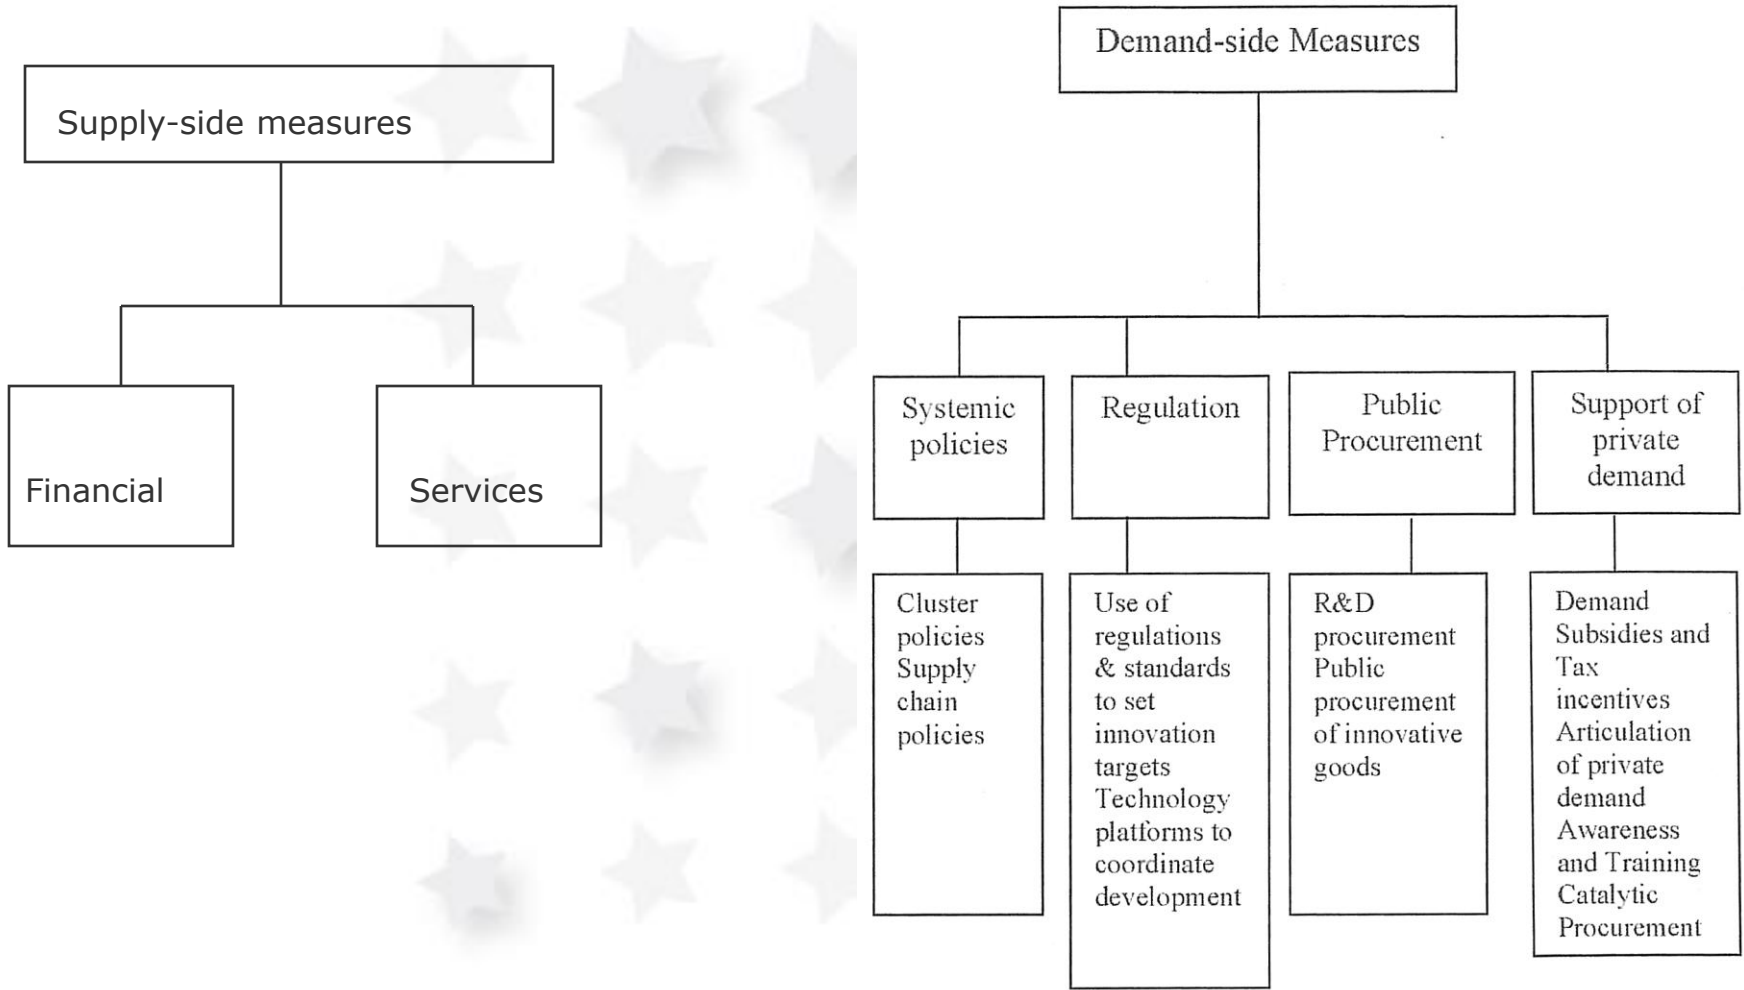 Supply-side measures
Financial
Services
Demand-side Measures
Systemic
policies
Regulation
Public
Procurement
Support of
private
demand
Cluster
policies
Supply
chain
policies
Use of
regulations
& standards
to set
innovation
targets
Technology
platforms to
coordinate
development
R&D
procurement
Public
procurement
of innovative
goods
Demand
Subsidies and
Tax
incentives
Articulation
of private
demand
Awareness
and Training
Catalytic
Procurement